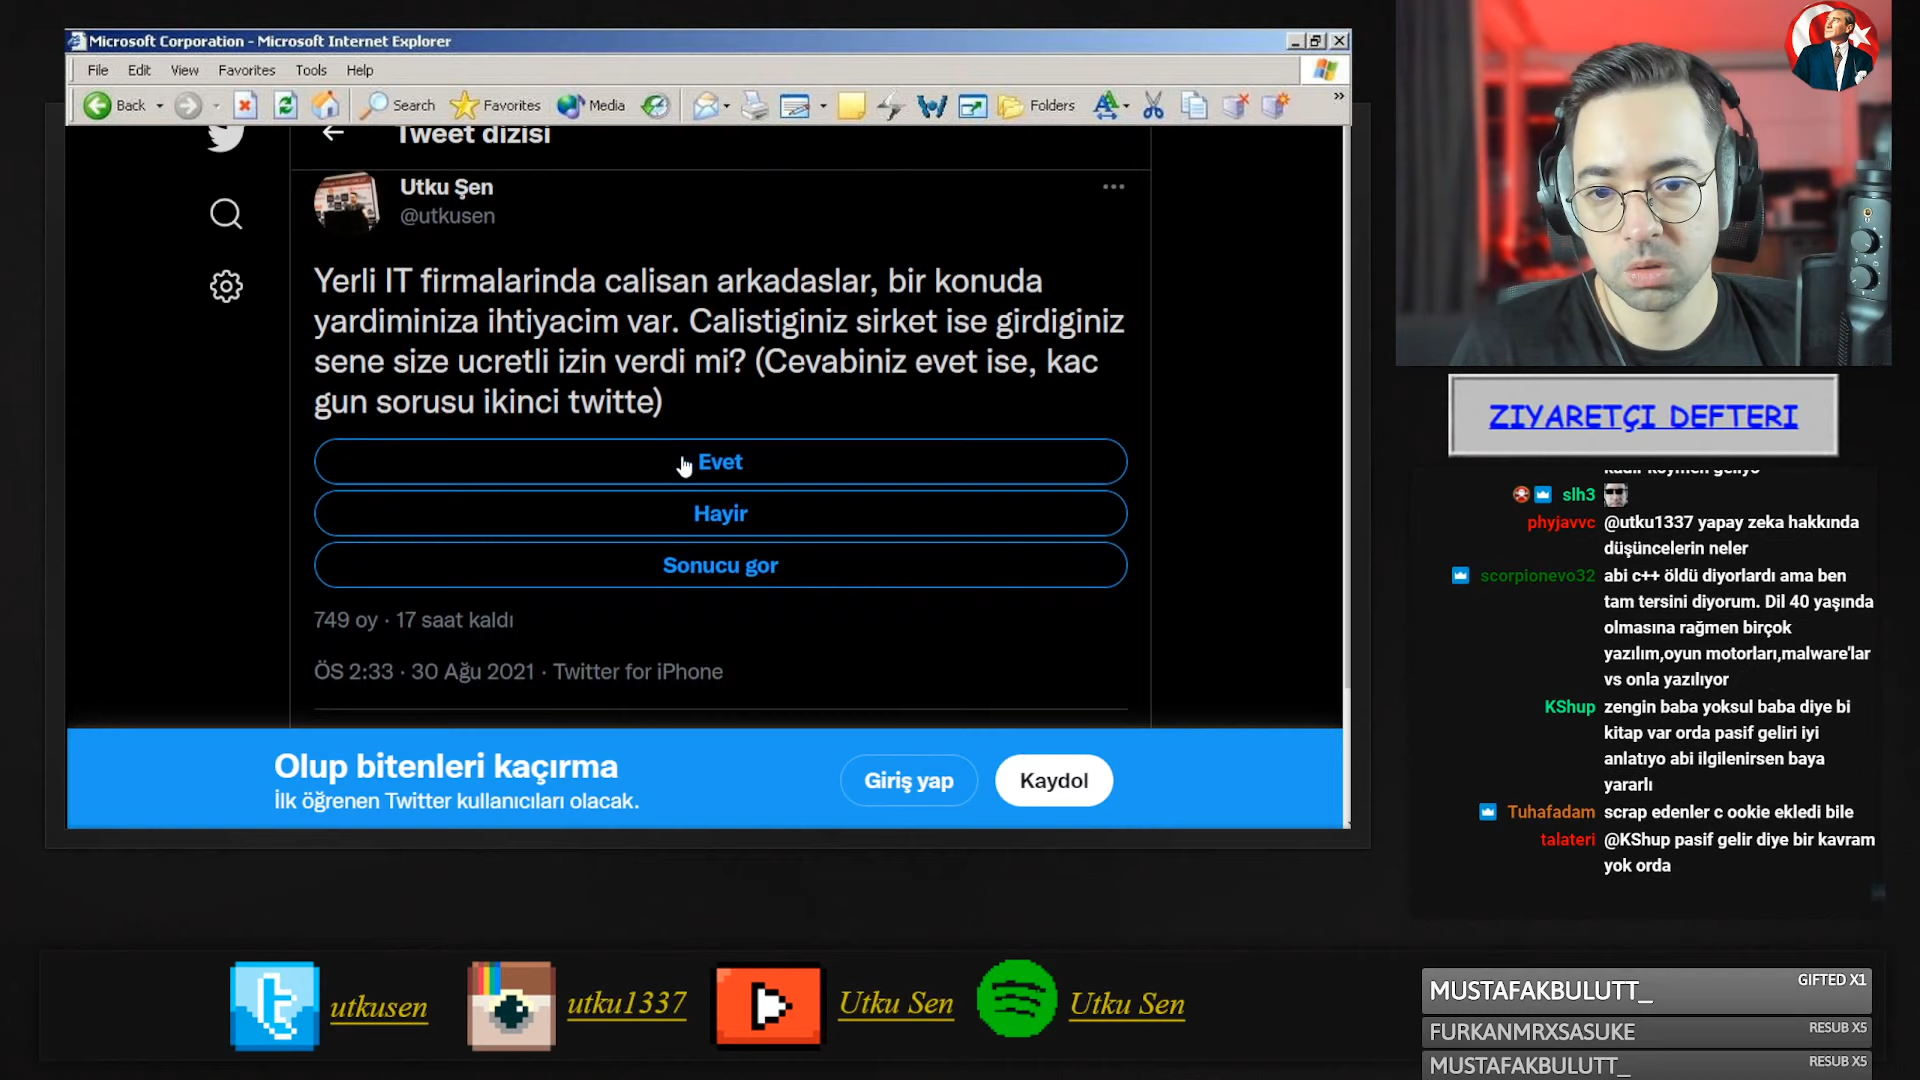 Microsoft Corporation - Microsoft Internet Explorer
File Edit View Favorites Tools Help
Back Search Favorites Media Folders
Tweet dizisi
Utku Şen
@utkusen
Yerli IT firmalarinda calisan arkadaslar, bir konuda
yardiminiza ihtiyacim var. Calistiginiz sirket ise girdiginiz
sene size ucretli izin verdi mi? (Cevabiniz evet ise, kac
gun sorusu ikinci twitte)
Evet
Hayir
Sonucu gor
749 oy · 17 saat kaldı
ÖS 2:33 · 30 Ağu 2021 · Twitter for iPhone
Olup bitenleri kaçırma
İlk öğrenen Twitter kullanıcıları olacak.
Giriş yap
Kaydol
ZIYARETÇI DEFTERI
slh3
phyjavvc @utku1337 yapay zeka hakkında
düşüncelerin neler
scorpionevo32 abi c++ öldü diyorlardı ama ben
tam tersini diyorum. Dil 40 yaşında
olmasına rağmen birçok
yazılım,oyun motorları,malware'lar
vs onla yazılıyor
KShup zengin baba yoksul baba diye bi
kitap var orda pasif geliri iyi
anlatıyo abi ilgilenirsen baya
yararlı
Tuhafadam scrap edenler c ookie ekledi bile
talateri @KShup pasif gelir diye bir kavram
yok orda
utkusen
utku1337
Utku Sen
Utku Sen
MUSTAFAKBULUTT_ GIFTED X1
FURKANMRXSASUKE RESUB X5
MUSTAFAKBULUTT_ RESUB X5